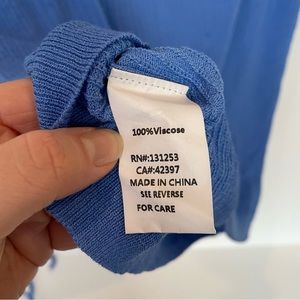 100%Viscose
RN#:131253
CA#:42397
MADE IN CHINA
SEE REVERSE
FOR CARE